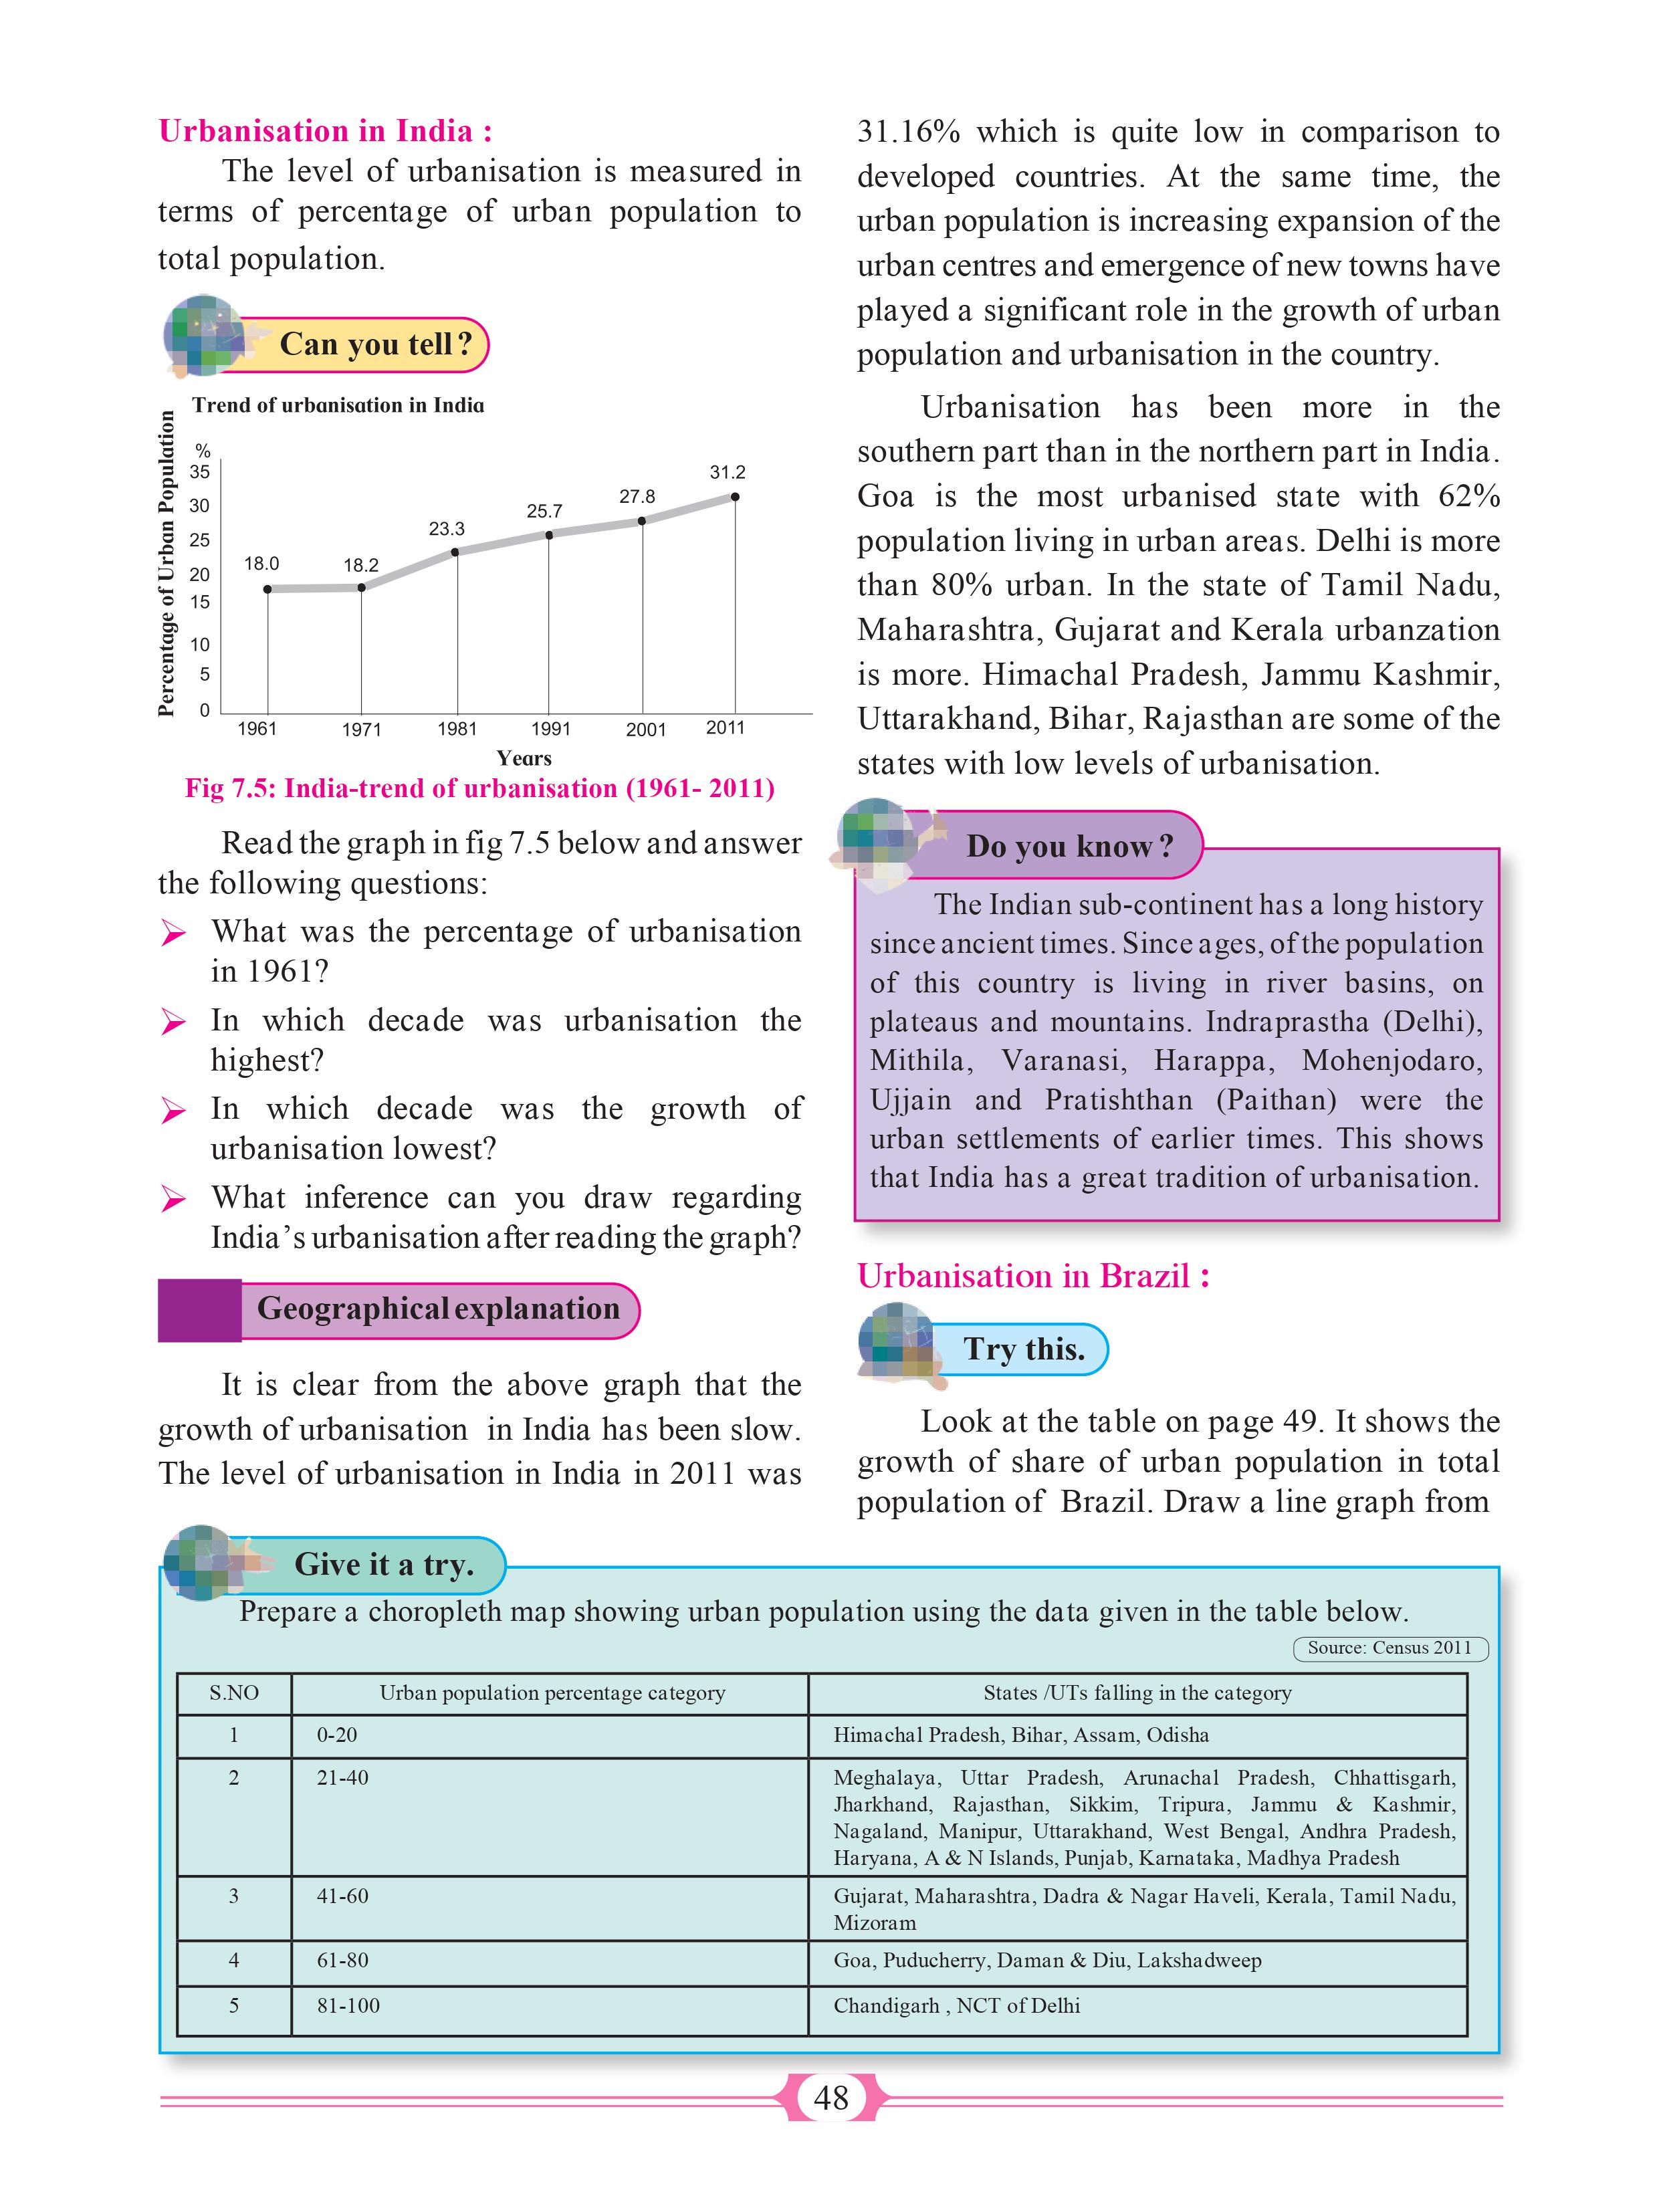 Urbanisation in India :
The level of urbanisation is measured in
terms of percentage of urban population to
total population.
Can you tell?
Trend of urbanisation in India
Percentage of Urban Population
%
35
30
25
20
15
10
5
0
18.0
18.2
23.3
25.7
27.8
31.2
1961
1971
1981
1991
2001
2011
Years
Fig 7.5: India-trend of urbanisation (1961- 2011)
Read the graph in fig 7.5 below and answer
the following questions:
➢ What was the percentage of urbanisation
in 1961?
➢ In which decade was urbanisation the
highest?
➢ In which decade was the growth of
urbanisation lowest?
➢ What inference can you draw regarding
India's urbanisation after reading the graph?
Geographical explanation
It is clear from the above graph that the
growth of urbanisation in India has been slow.
The level of urbanisation in India in 2011 was
31.16% which is quite low in comparison to
developed countries. At the same time, the
urban population is increasing expansion of the
urban centres and emergence of new towns have
played a significant role in the growth of urban
population and urbanisation in the country.
Urbanisation has been more in the
southern part than in the northern part in India.
Goa is the most urbanised state with 62%
population living in urban areas. Delhi is more
than 80% urban. In the state of Tamil Nadu,
Maharashtra, Gujarat and Kerala urbanzation
is more. Himachal Pradesh, Jammu Kashmir,
Uttarakhand, Bihar, Rajasthan are some of the
states with low levels of urbanisation.
Do you know?
The Indian sub-continent has a long history
since ancient times. Since ages, of the population
of this country is living in river basins, on
plateaus and mountains. Indraprastha (Delhi),
Mithila, Varanasi, Harappa, Mohenjodaro,
Ujjain and Pratishthan (Paithan) were the
urban settlements of earlier times. This shows
that India has a great tradition of urbanisation.
Urbanisation in Brazil :
Try this.
Look at the table on page 49. It shows the
growth of share of urban population in total
population of Brazil. Draw a line graph from
Give it a try.
Prepare a choropleth map showing urban population using the data given in the table below.
Source: Census 2011
S.NO Urban population percentage category States /UTs falling in the category
1 0-20 Himachal Pradesh, Bihar, Assam, Odisha
2 21-40 Meghalaya, Uttar Pradesh, Arunachal Pradesh, Chhattisgarh,
Jharkhand, Rajasthan, Sikkim, Tripura, Jammu & Kashmir,
Nagaland, Manipur, Uttarakhand, West Bengal, Andhra Pradesh,
Haryana, A & N Islands, Punjab, Karnataka, Madhya Pradesh
3 41-60 Gujarat, Maharashtra, Dadra & Nagar Haveli, Kerala, Tamil Nadu,
Mizoram
4 61-80 Goa, Puducherry, Daman & Diu, Lakshadweep
5 81-100 Chandigarh , NCT of Delhi
48